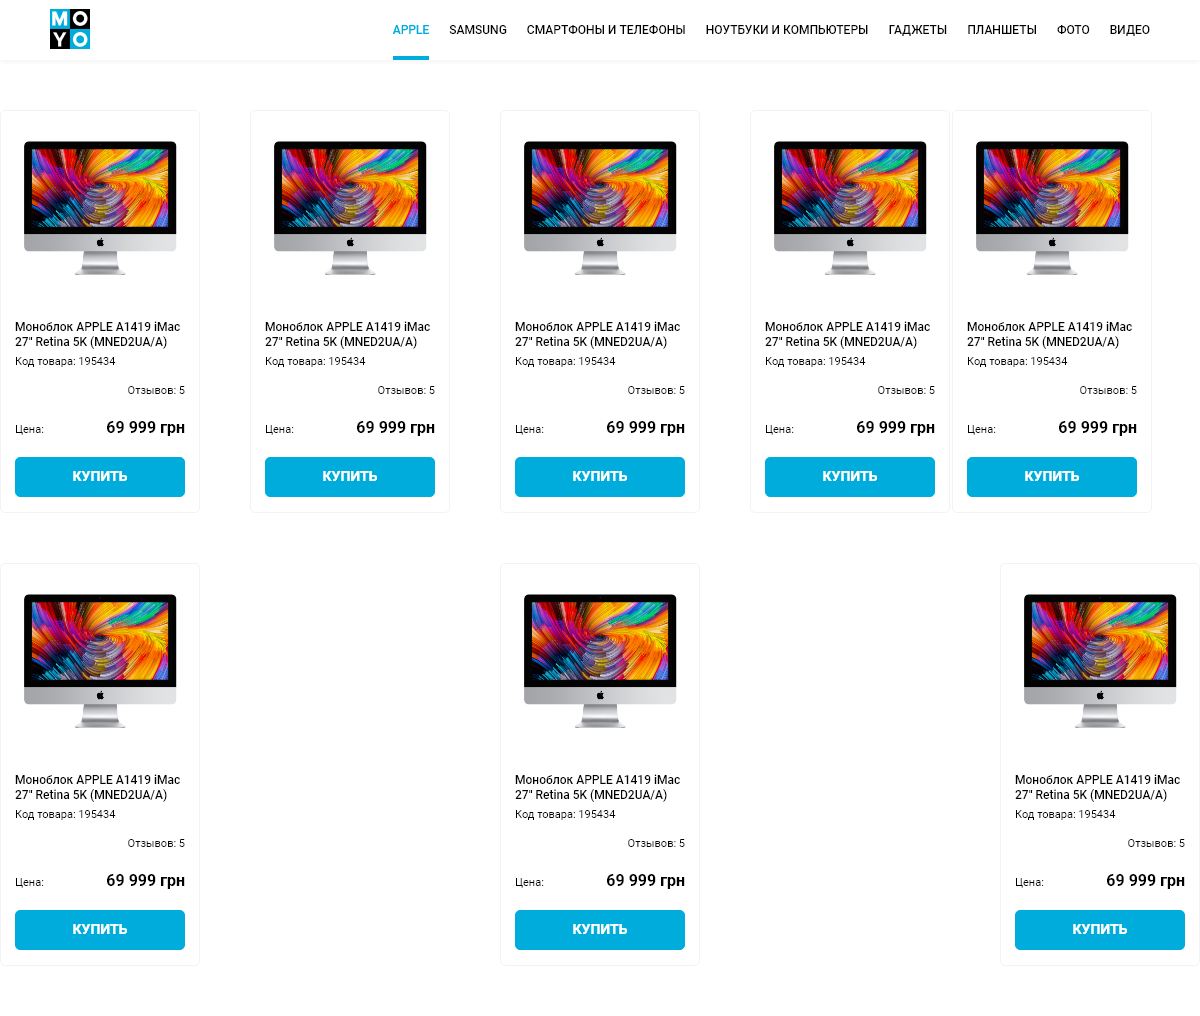 MO
YO
APPLE SAMSUNG СМАРТФОНЫ И ТЕЛЕФОНЫ НОУТБУКИ И КОМПЬЮТЕРЫ ГАДЖЕТЫ ПЛАНШЕТЫ ФОТО ВИДЕО
Моноблок APPLE A1419 iMac
27" Retina 5K (MNED2UA/A)
Код товара: 195434
Отзывов: 5
Цена: 69 999 грн
КУПИТЬ
Моноблок APPLE A1419 iMac
27" Retina 5K (MNED2UA/A)
Код товара: 195434
Отзывов: 5
Цена: 69 999 грн
КУПИТЬ
Моноблок APPLE A1419 iMac
27" Retina 5K (MNED2UA/A)
Код товара: 195434
Отзывов: 5
Цена: 69 999 грн
КУПИТЬ
Моноблок APPLE A1419 iMac
27" Retina 5K (MNED2UA/A)
Код товара: 195434
Отзывов: 5
Цена: 69 999 грн
КУПИТЬ
Моноблок APPLE A1419 iMac
27" Retina 5K (MNED2UA/A)
Код товара: 195434
Отзывов: 5
Цена: 69 999 грн
КУПИТЬ
Моноблок APPLE A1419 iMac
27" Retina 5K (MNED2UA/A)
Код товара: 195434
Отзывов: 5
Цена: 69 999 грн
КУПИТЬ
Моноблок APPLE A1419 iMac
27" Retina 5K (MNED2UA/A)
Код товара: 195434
Отзывов: 5
Цена: 69 999 грн
КУПИТЬ
Моноблок APPLE A1419 iMac
27" Retina 5K (MNED2UA/A)
Код товара: 195434
Отзывов: 5
Цена: 69 999 грн
КУПИТЬ